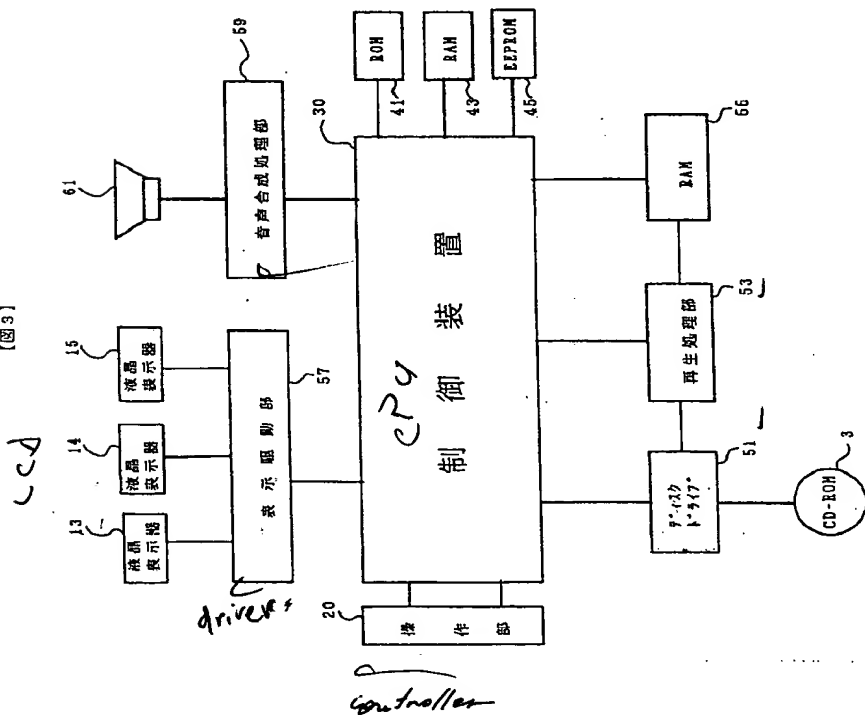 【図3】
lcd
13
14
15
液晶
表示器
液晶
表示器
液晶
表示器
61
表示駆動部
57
音声合成処理部
59
drivers
20
操作部
controller
CPU
制御装置
30
ROM
41
RAM
43
EEPROM
45
ディスク
ドライブ
51
再生処理部
53
RAM
66
CD-ROM
3